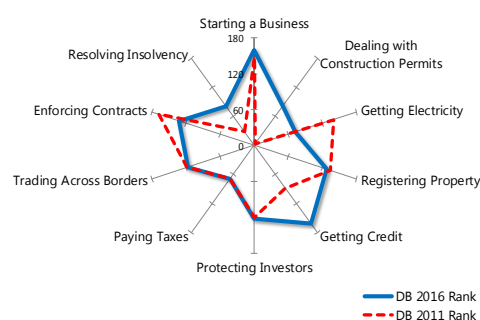 Starting a Business
180
120
60
0
Dealing with
Construction Permits
Getting Electricity
Registering Property
Getting Credit
Protecting Investors
Paying Taxes
Trading Across Borders
Enforcing Contracts
Resolving Insolvency
DB 2016 Rank
DB 2011 Rank